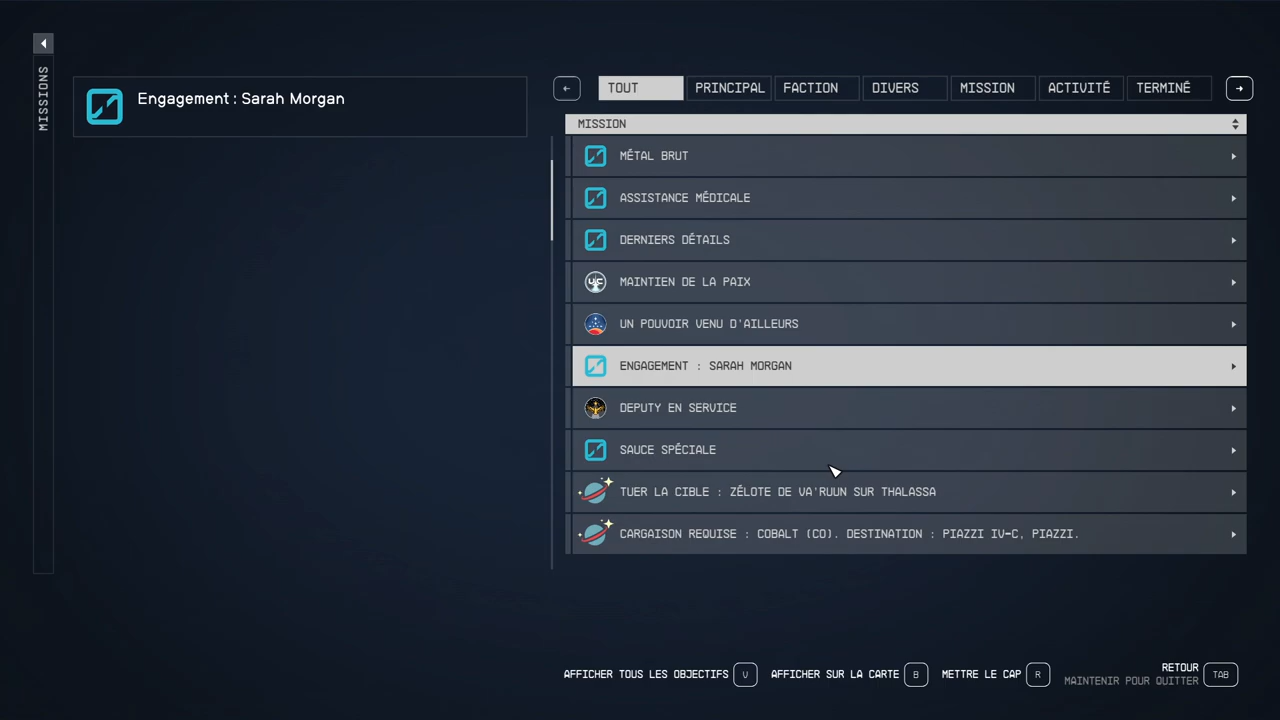 MISSIONS
Engagement : Sarah Morgan
TOUT
PRINCIPAL
FACTION
DIVERS
MISSION
ACTIVITÉ
TERMINÉ
MISSION
MÉTAL BRUT
ASSISTANCE MÉDICALE
DERNIERS DÉTAILS
MAINTIEN DE LA PAIX
UN POUVOIR VENU D'AILLEURS
ENGAGEMENT : SARAH MORGAN
DEPUTY EN SERVICE
SAUCE SPÉCIALE
TUER LA CIBLE : ZÉLOTE DE VA'RUUN SUR THALASSA
CARGAISON REQUISE : COBALT (CO). DESTINATION : PIAZZI IV-C, PIAZZI.
AFFICHER TOUS LES OBJECTIFS V
AFFICHER SUR LA CARTE B
METTRE LE CAP R
RETOUR
MAINTENIR POUR QUITTER
TAB